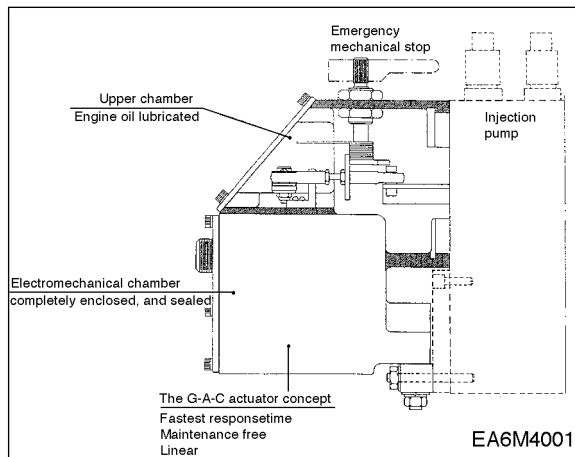 Emergency
mechanical stop
Upper chamber
Engine oil lubricated
Injection
pump
Electromechanical chamber
completely enclosed, and sealed
The G-A-C actuator concept
Fastest responsetime
Maintenance free
Linear
EA6M4001